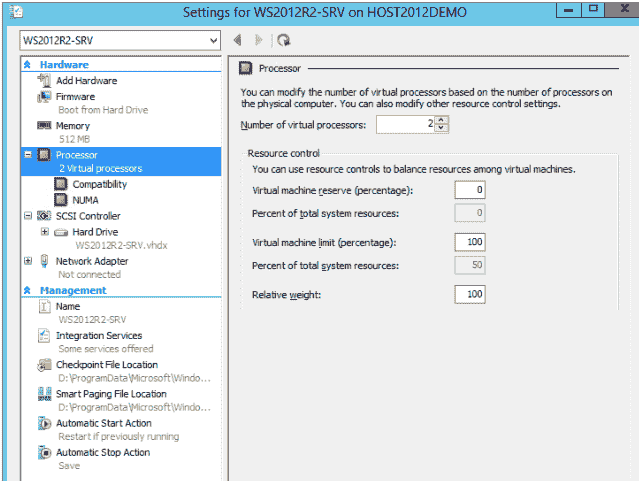 Settings for WS2012R2-SRV on HOST2012DEMO
WS2012R2-SRV
Hardware
Add Hardware
Firmware
Boot from Hard Drive
Memory
512 MB
Processor
2 Virtual processors
Compatibility
NUMA
SCSI Controller
Hard Drive
WS2012R2-SRV.vhdx
Network Adapter
Not connected
Management
Name
WS2012R2-SRV
Integration Services
Some services offered
Checkpoint File Location
D:\ProgramData\Microsoft\Windo...
Smart Paging File Location
D:\ProgramData\Microsoft\Windo...
Automatic Start Action
Restart if previously running
Automatic Stop Action
Save
Processor
You can modify the number of virtual processors based on the number of processors on
the physical computer. You can also modify other resource control settings.
Number of virtual processors: 2
Resource control
You can use resource controls to balance resources among virtual machines.
Virtual machine reserve (percentage): 0
Percent of total system resources: 0
Virtual machine limit (percentage): 100
Percent of total system resources: 50
Relative weight: 100